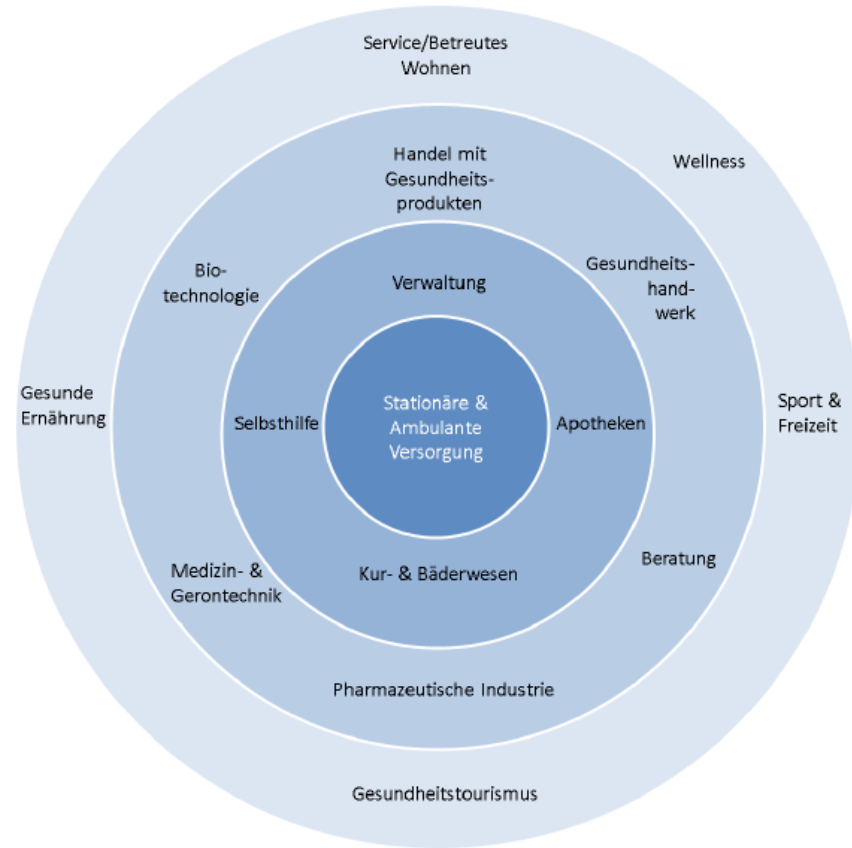 Service/Betreutes
Wohnen
Wellness
Handel mit
Gesundheits-
produkten
Gesundheits-
hand-
werk
Bio-
technologie
Verwaltung
Gesunde
Ernährung
Selbsthilfe
Stationäre &
Ambulante
Versorgung
Apotheken
Sport &
Freizeit
Medizin- &
Gerontechnik
Kur- & Bäderwesen
Beratung
Pharmazeutische Industrie
Gesundheitstourismus